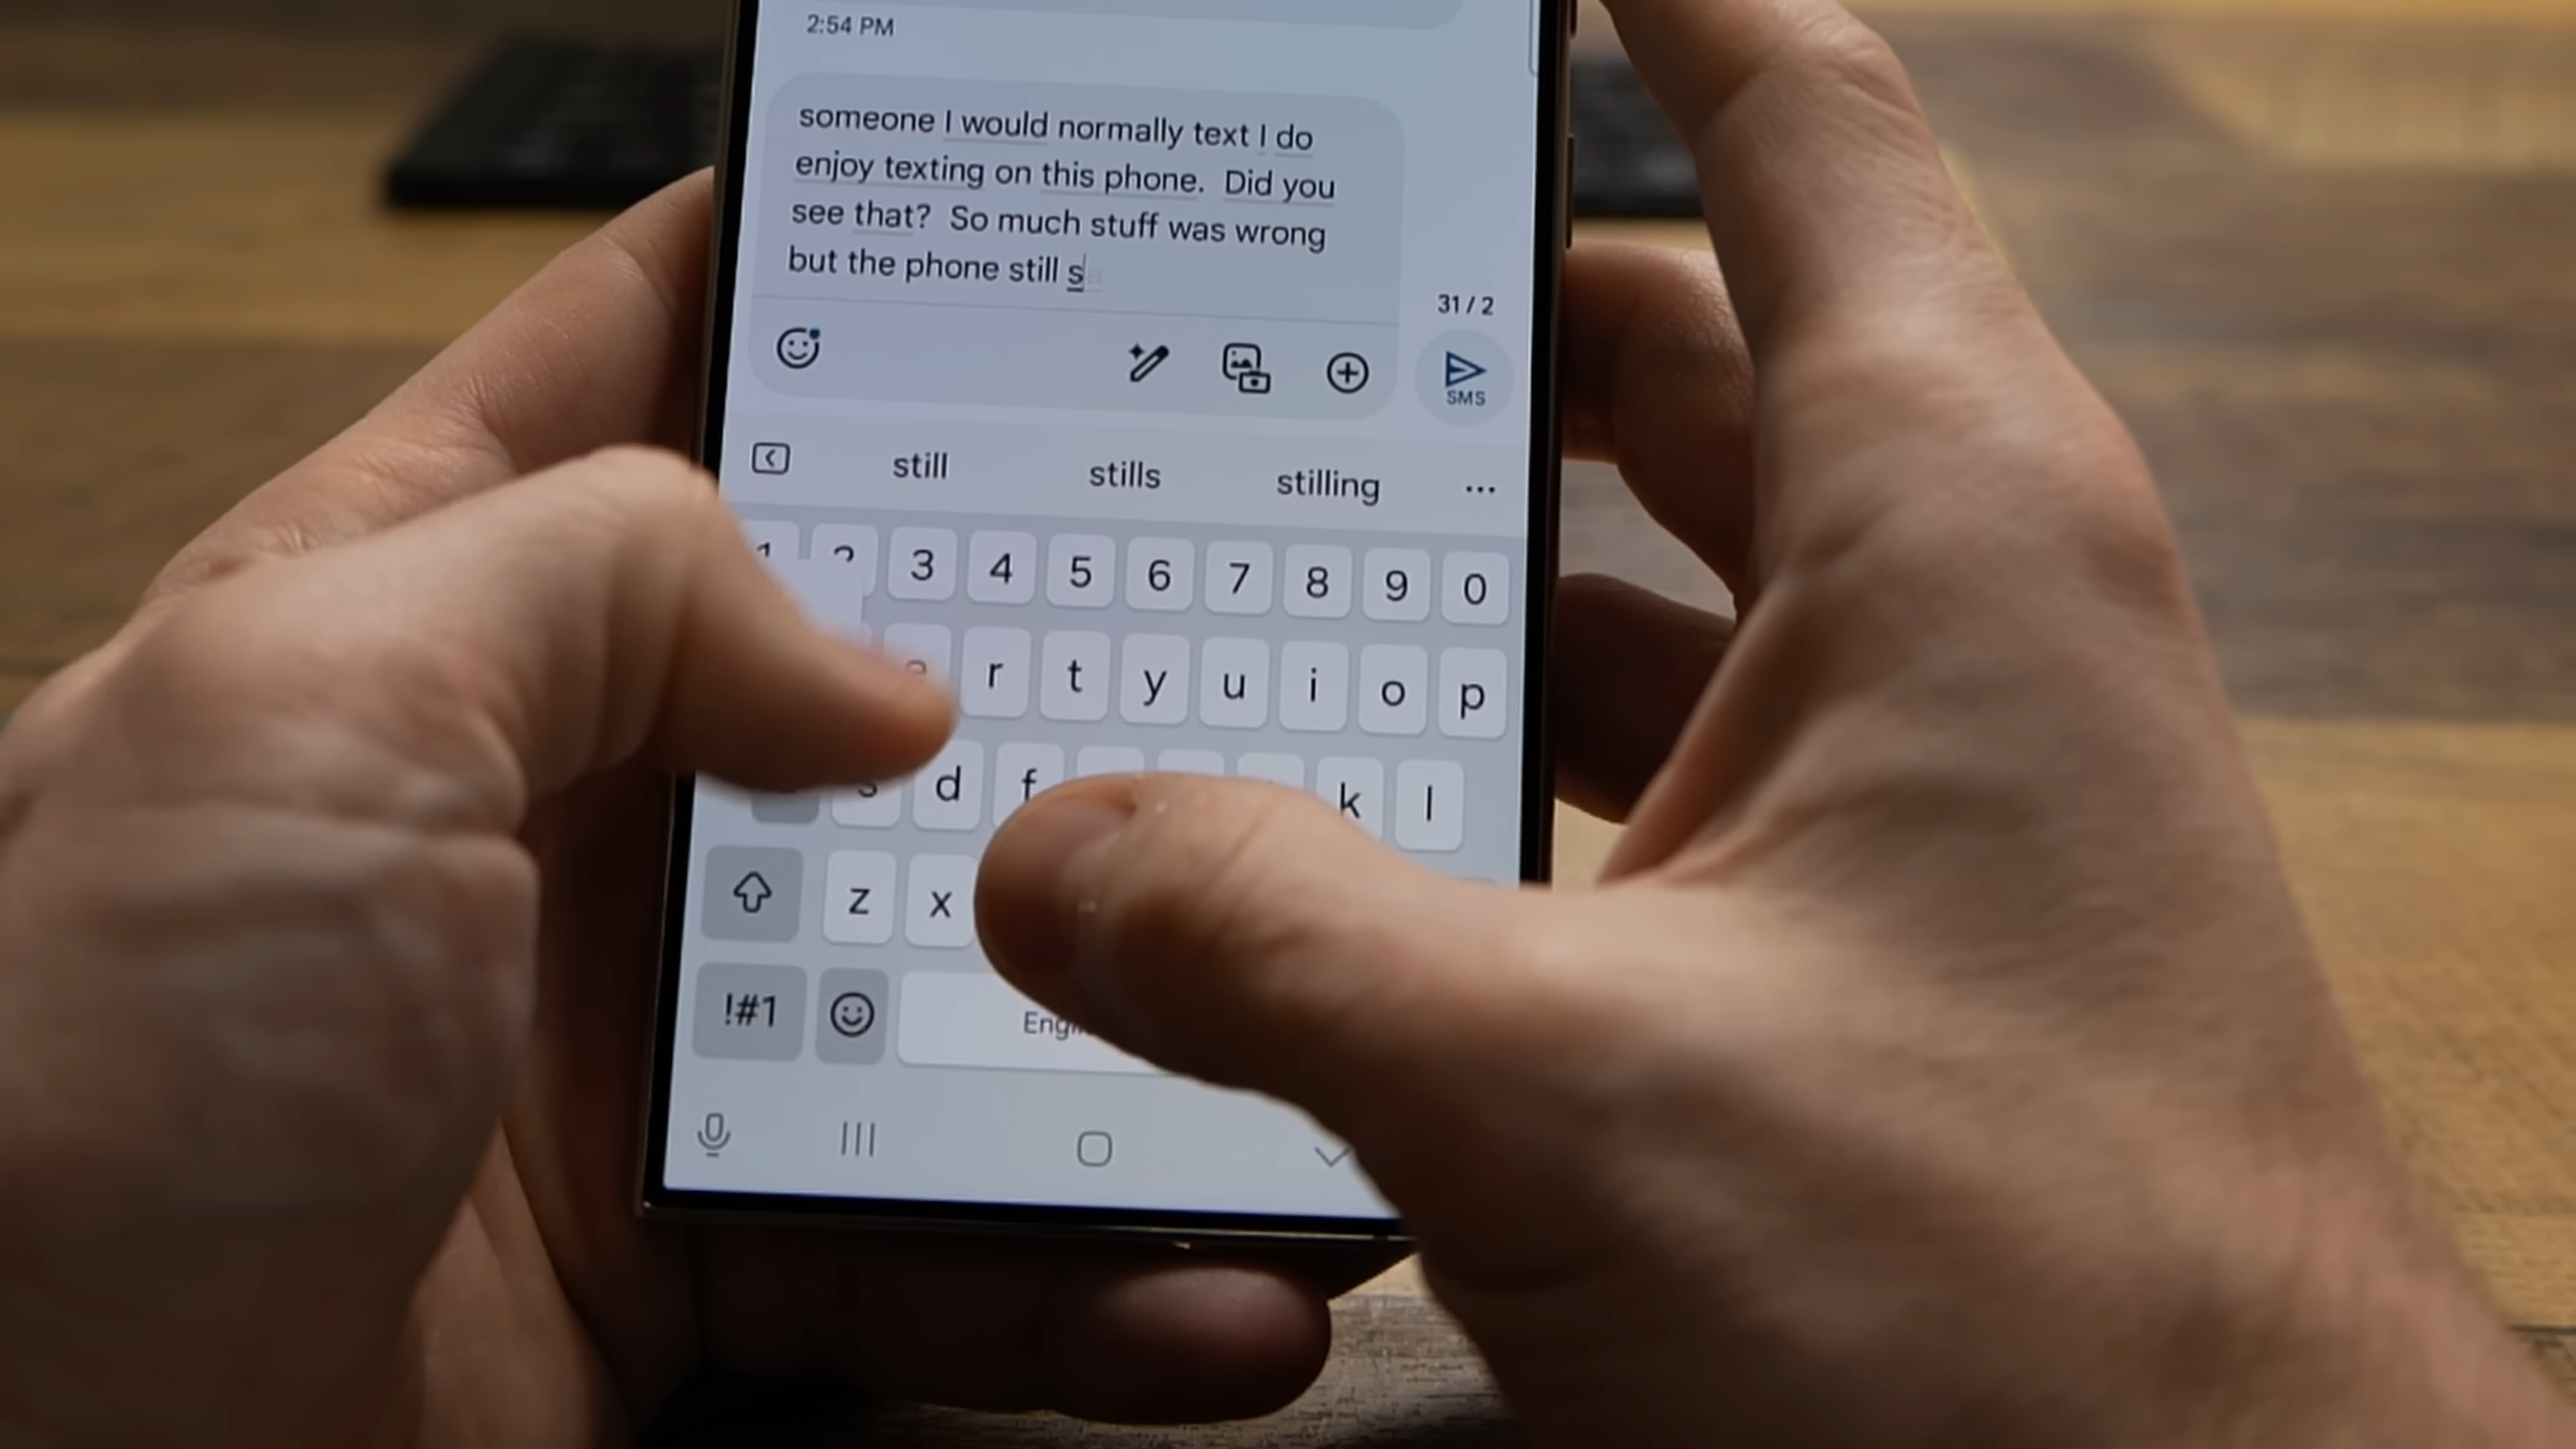 2:54 PM
someone I would normally text I do
enjoy texting on this phone.  Did you
see that?  So much stuff was wrong
but the phone still s
31 / 2
SMS
still stills stilling ...
1 2 3 4 5 6 7 8 9 0
e r t y u i o p
s d f k l
z x
!#1